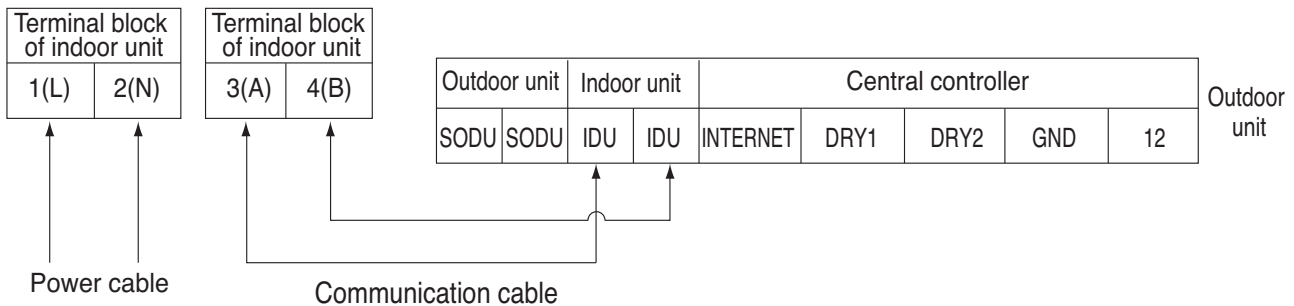 Terminal block
of indoor unit
1(L) 2(N)
Terminal block
of indoor unit
3(A) 4(B)
Outdoor unit Indoor unit Central controller
SODU SODU IDU IDU INTERNET DRY1 DRY2 GND 12
Outdoor
unit
Power cable
Communication cable